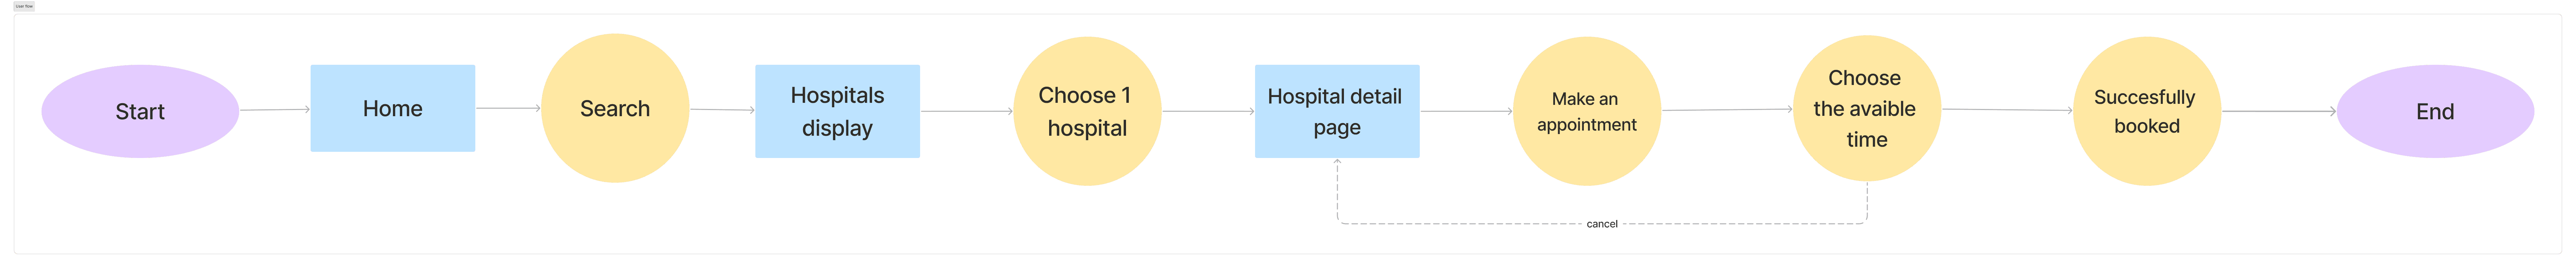 User flow
Start
Home
Search
Hospitals
display
Choose 1
hospital
Hospital detail
page
Make an
appointment
Choose
the avaible
time
Succesfully
booked
End
cancel